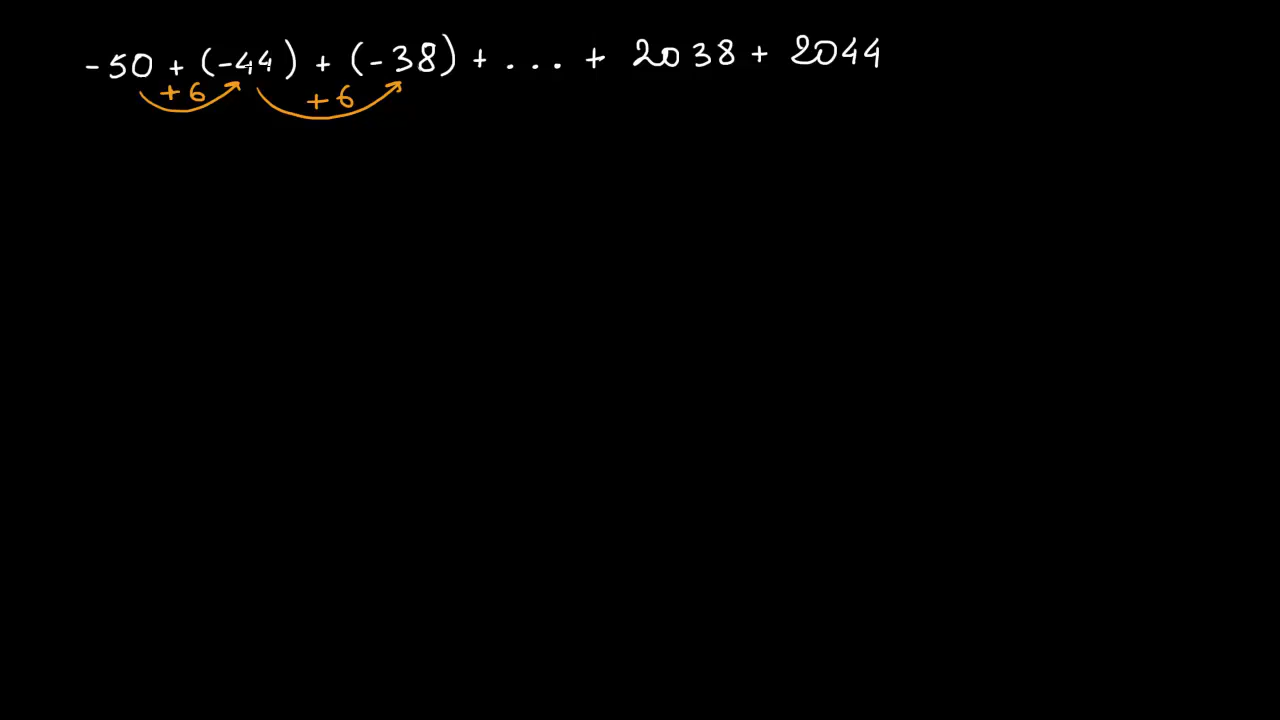 -50 + (-44) + (-38) + ... + 2038 + 2044
+6 +6